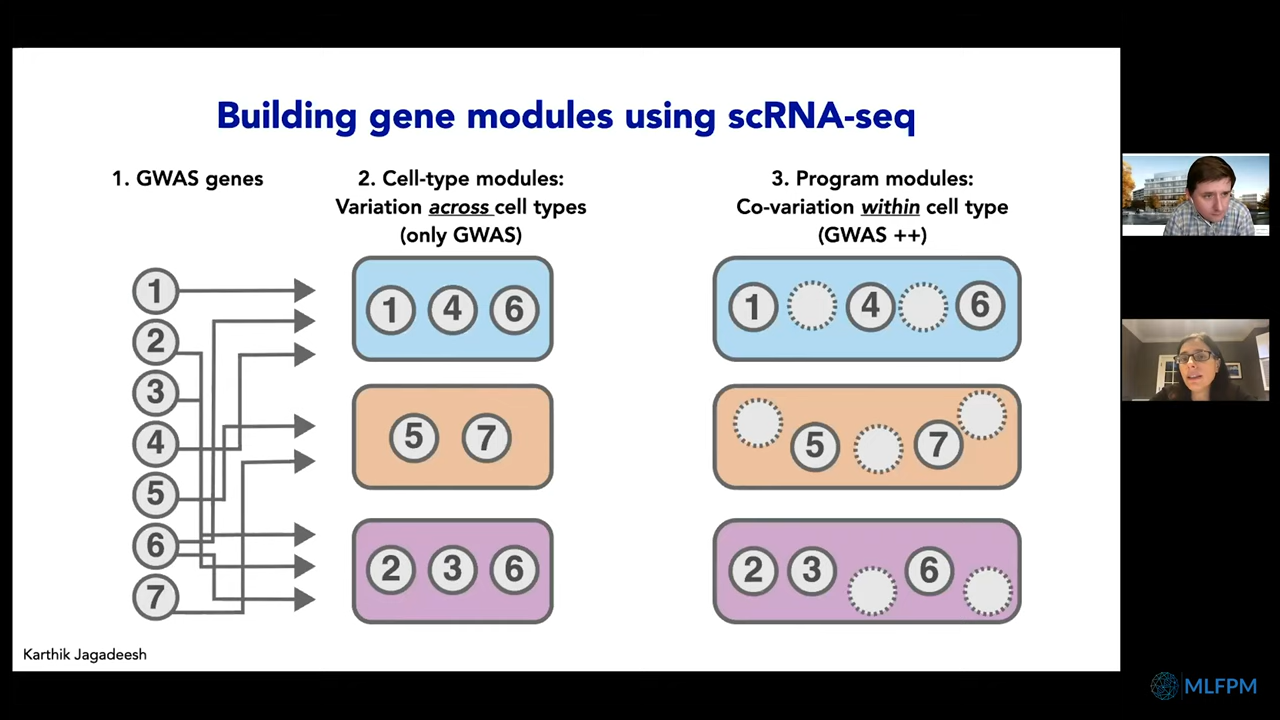 Building gene modules using scRNA-seq
1. GWAS genes
2. Cell-type modules:
Variation across cell types
(only GWAS)
3. Program modules:
Co-variation within cell type
(GWAS ++)
1
2
3
4
5
6
7
1 4 6
5 7
2 3 6
1 4 6
5 7
2 3 6
Karthik Jagadeesh
MLFPM